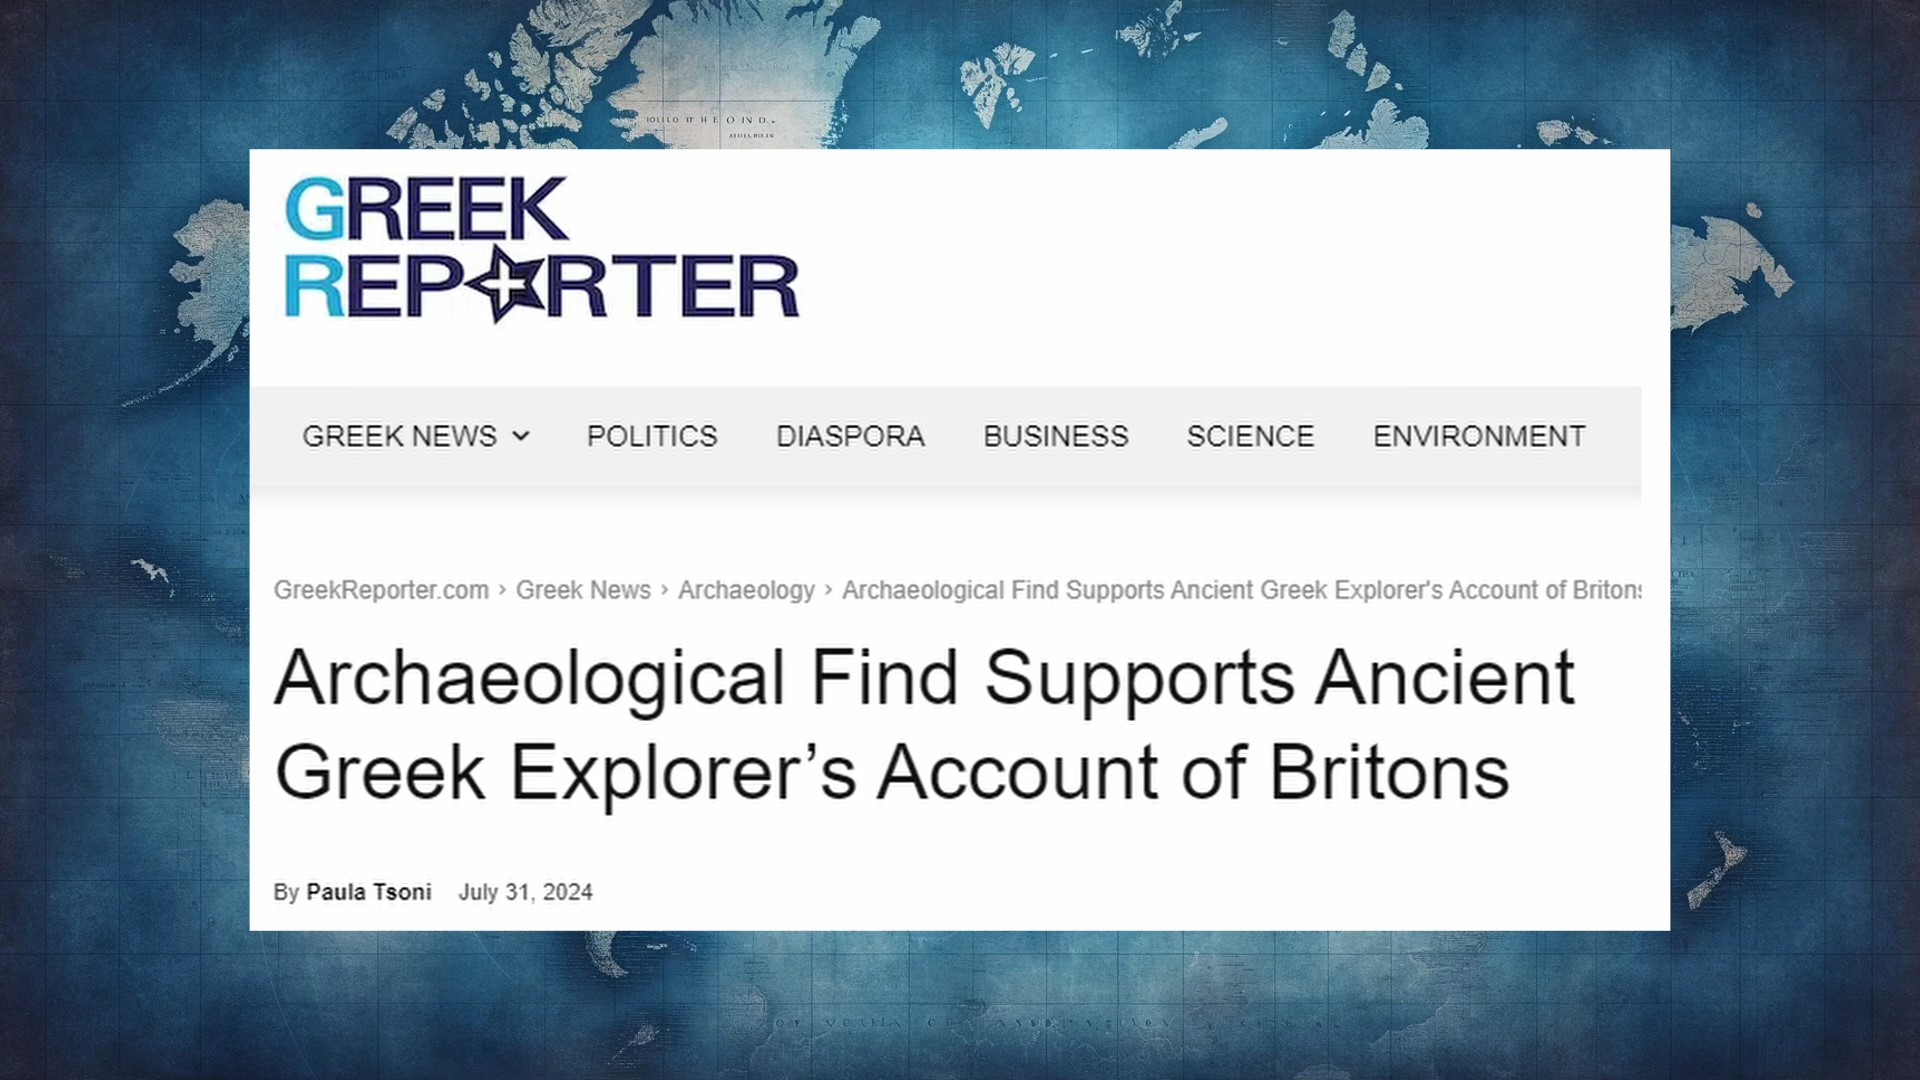 GREEK
REPORTER
GREEK NEWS POLITICS DIASPORA BUSINESS SCIENCE ENVIRONMENT
GreekReporter.com › Greek News › Archaeology › Archaeological Find Supports Ancient Greek Explorer's Account of Britons
Archaeological Find Supports Ancient
Greek Explorer’s Account of Britons
By Paula Tsoni July 31, 2024